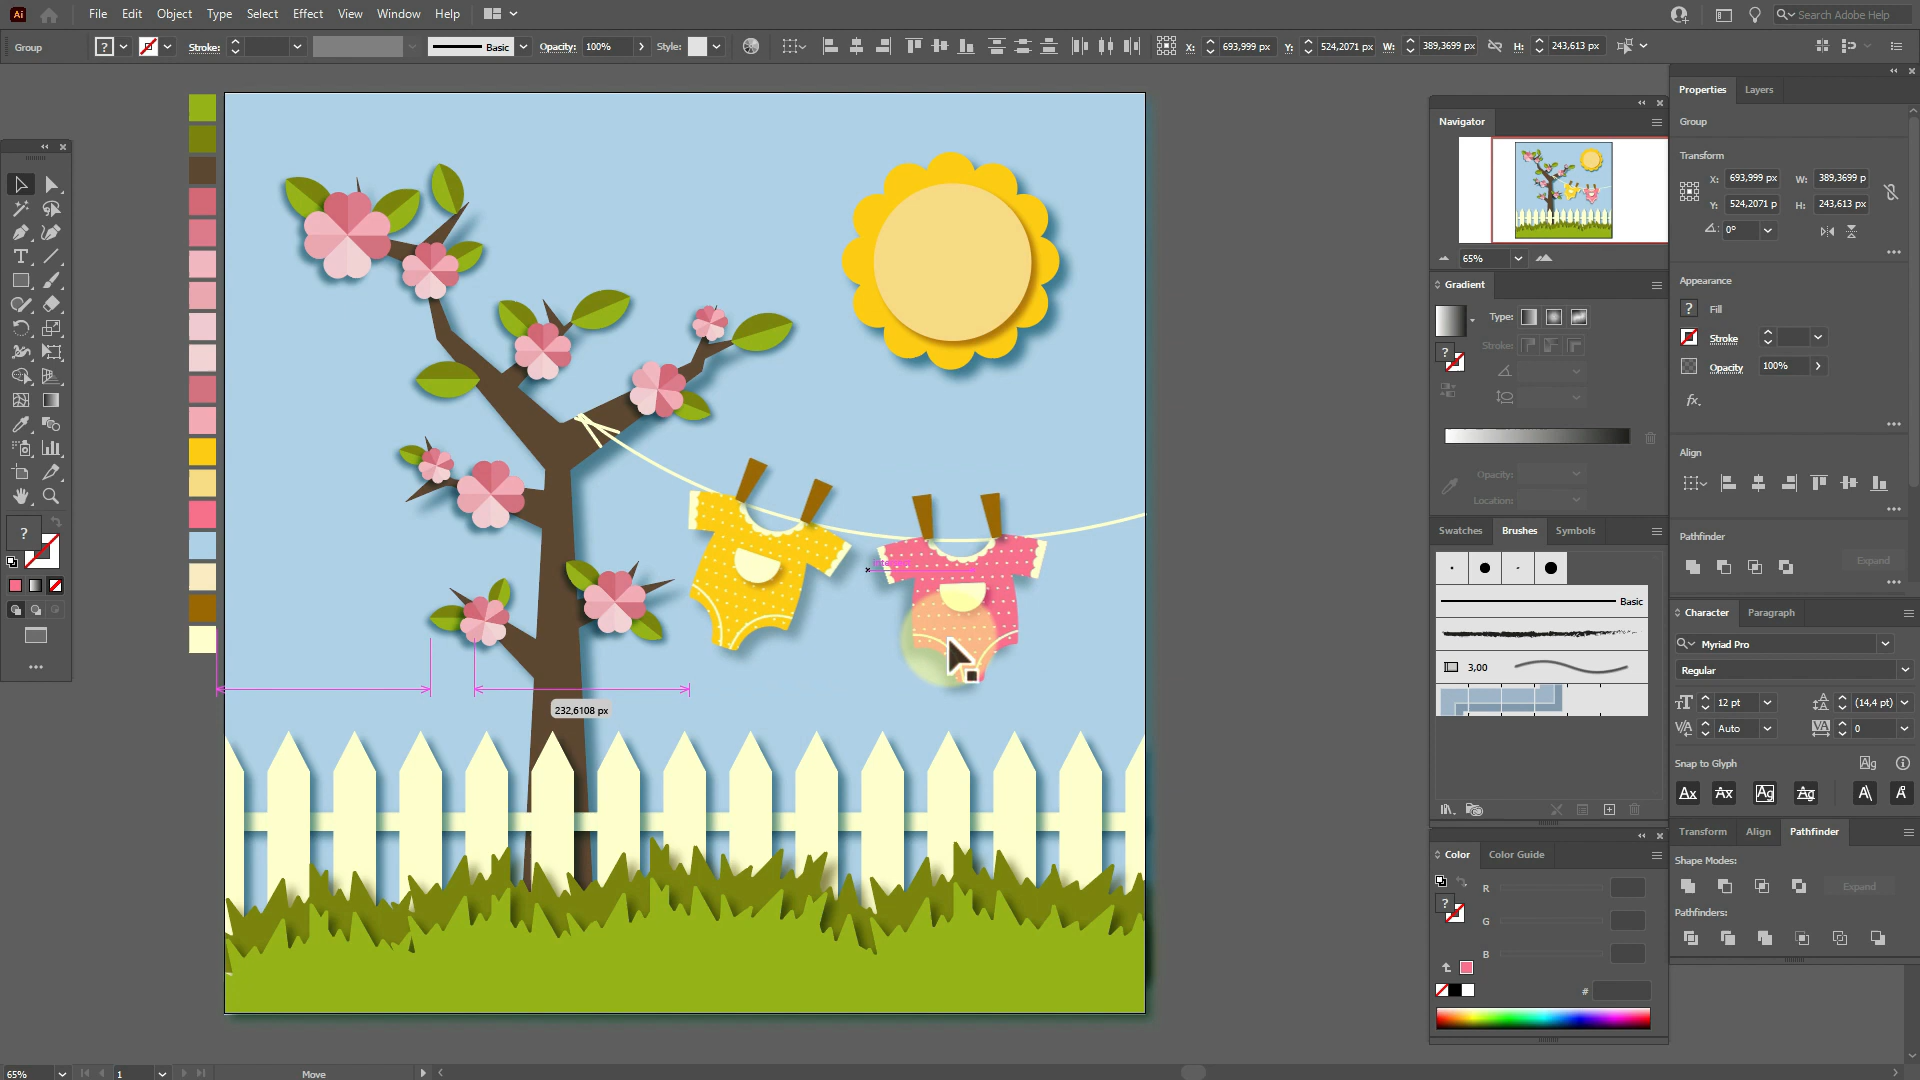 Ai File Edit Object Type Select Effect View Window Help Search Adobe Help
Group ? Stroke: Basic Opacity: 100% Style: X: 693,999 px Y: 524,2071 px W: 389,3699 px H: 243,613 px
Properties Layers
Group
Transform
X: 693,999 px W: 389,3699 p
Y: 524,2071 p H: 243,613 px
0°
Appearance
? Fill
Stroke
Opacity 100%
fx.
Align
Pathfinder
Expand
Character Paragraph
Myriad Pro
Regular
12 pt (14,4 pt)
Auto 0
Snap to Glyph
Transform Align Pathfinder
Shape Modes:
Expand
Pathfinders:
Navigator
65%
Gradient
Type:
Stroke:
Opacity:
Location:
Swatches Brushes Symbols
Basic
3,00
Color Color Guide
R
G
B
#
232,6108 px
65% 1 Move